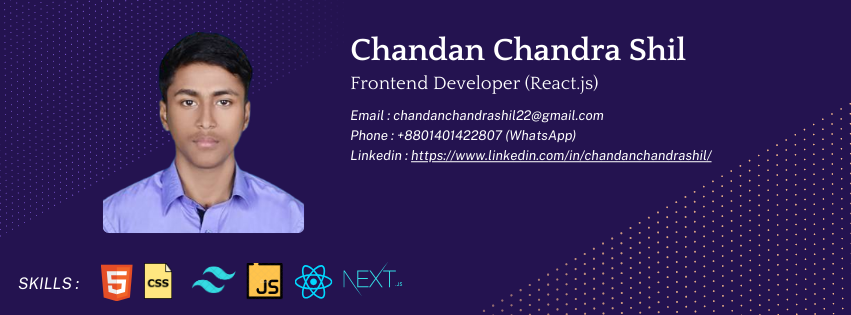 Chandan Chandra Shil
Frontend Developer (React.js)
Email : chandanchandrashil22@gmail.com
Phone : +8801401422807 (WhatsApp)
Linkedin : https://www.linkedin.com/in/chandanchandrashil/
SKILLS : 5 CSS JS NEXT.JS